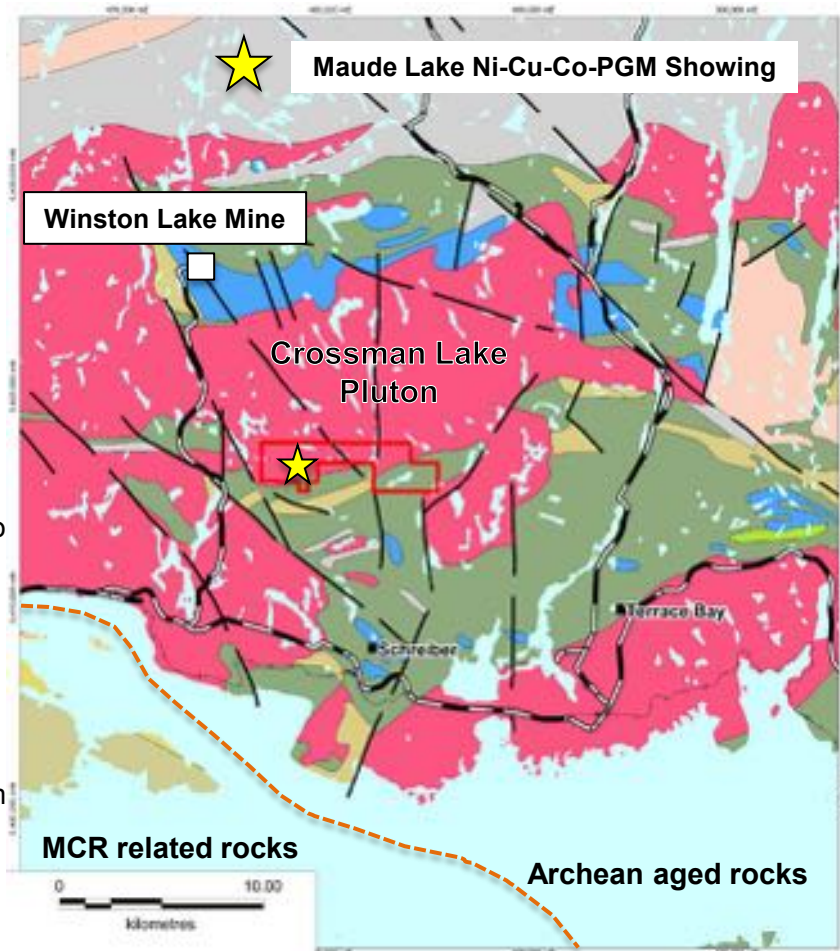 Maude Lake Ni-Cu-Co-PGM Showing
Winston Lake Mine
Crossman Lake
Pluton
Terrace Bay
Schreiber
MCR related rocks
Archean aged rocks
0 10.00
kilometres